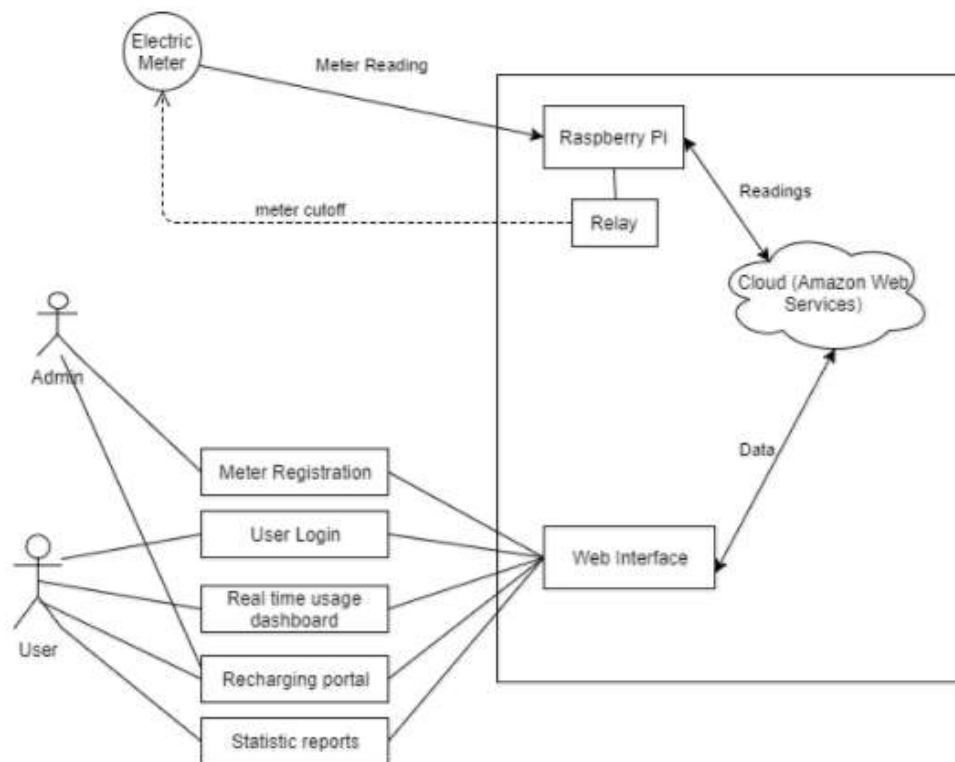 Electric
Meter
Meter Reading
Raspberry Pi
Readings
meter cutoff
Relay
Cloud (Amazon Web
Services)
Admin
Data
Meter Registration
User Login
Web Interface
Real time usage
dashboard
User
Recharging portal
Statistic reports